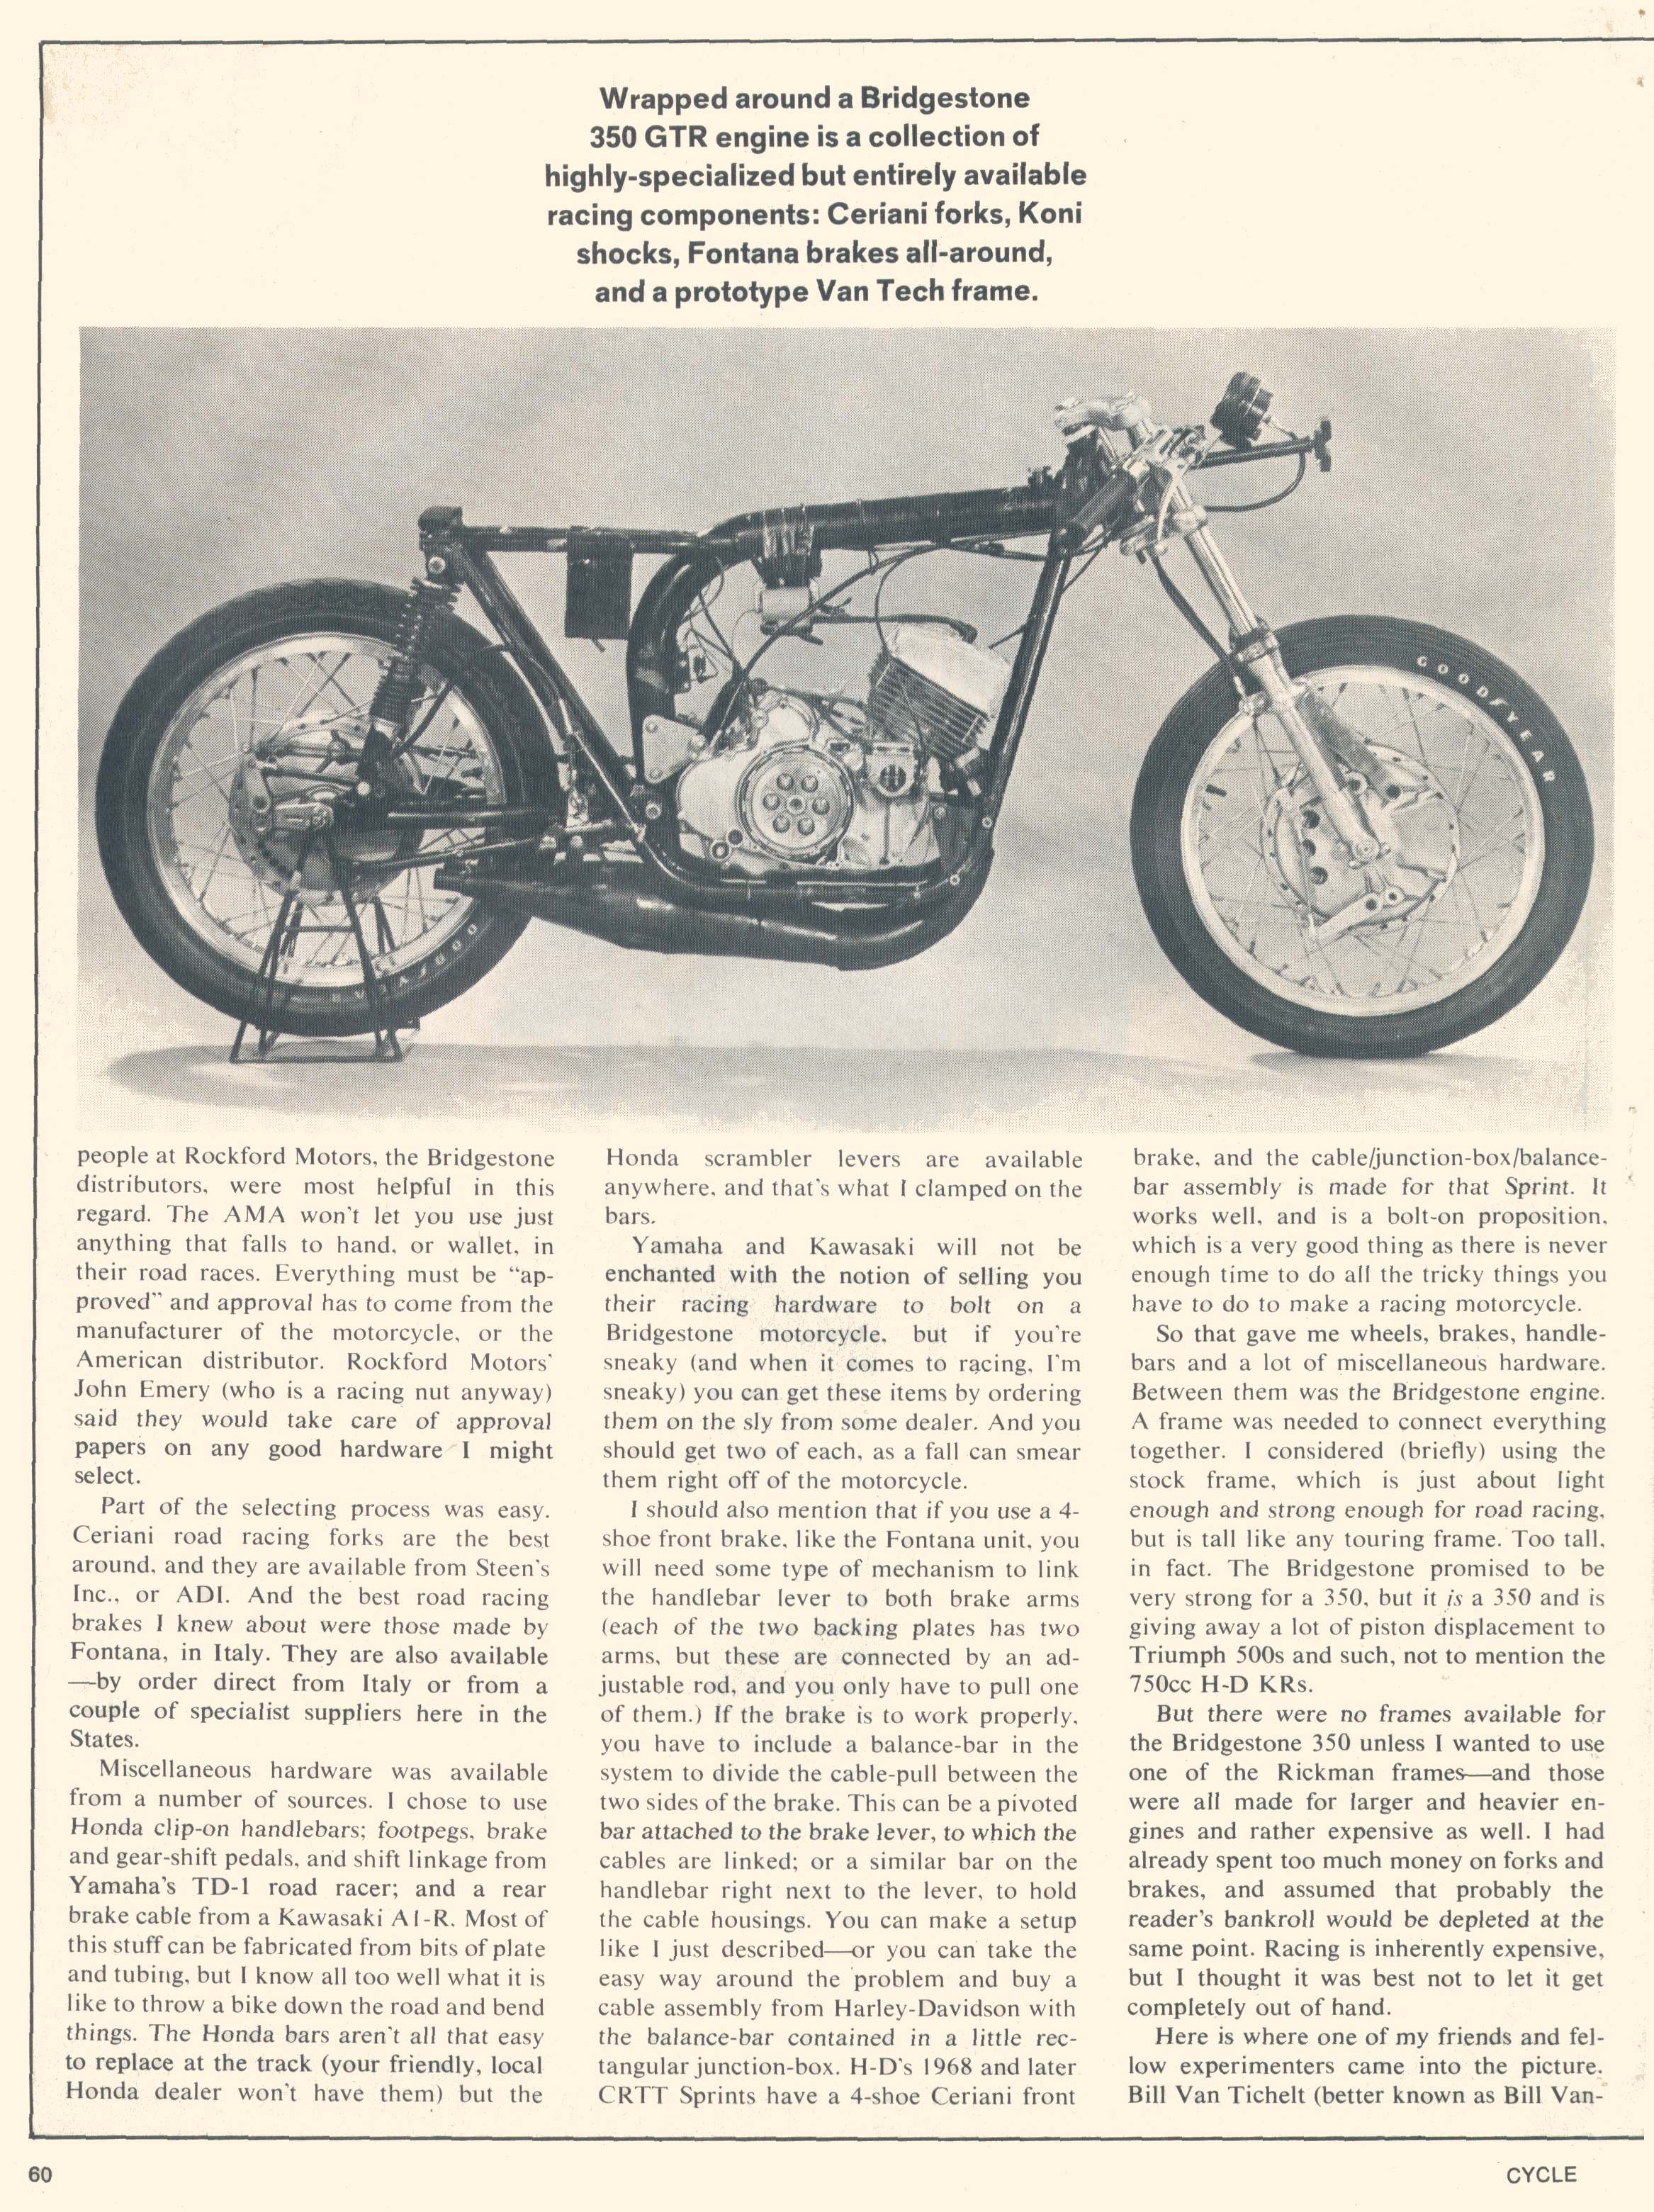 Wrapped around a Bridgestone
350 GTR engine is a collection of
highly-specialized but entirely available
racing components: Ceriani forks, Koni
shocks, Fontana brakes all-around,
and a prototype Van Tech frame.
GOODYEAR
GOODYEAR
people at Rockford Motors, the Bridgestone
distributors, were most helpful in this
regard. The AMA won't let you use just
anything that falls to hand, or wallet, in
their road races. Everything must be "ap-
proved" and approval has to come from the
manufacturer of the motorcycle, or the
American distributor. Rockford Motors'
John Emery (who is a racing nut anyway)
said they would take care of approval
papers on any good hardware I might
select.
Part of the selecting process was easy.
Ceriani road racing forks are the best
around, and they are available from Steen's
Inc., or ADI. And the best road racing
brakes I knew about were those made by
Fontana, in Italy. They are also available
—by order direct from Italy or from a
couple of specialist suppliers here in the
States.
Miscellaneous hardware was available
from a number of sources. I chose to use
Honda clip-on handlebars; footpegs, brake
and gear-shift pedals, and shift linkage from
Yamaha's TD-1 road racer; and a rear
brake cable from a Kawasaki A1-R. Most of
this stuff can be fabricated from bits of plate
and tubing, but I know all too well what it is
like to throw a bike down the road and bend
things. The Honda bars aren't all that easy
to replace at the track (your friendly, local
Honda dealer won't have them) but the
Honda scrambler levers are available
anywhere, and that's what I clamped on the
bars.
Yamaha and Kawasaki will not be
enchanted with the notion of selling you
their racing hardware to bolt on a
Bridgestone motorcycle, but if you're
sneaky (and when it comes to racing, I'm
sneaky) you can get these items by ordering
them on the sly from some dealer. And you
should get two of each, as a fall can smear
them right off of the motorcycle.
I should also mention that if you use a 4-
shoe front brake, like the Fontana unit, you
will need some type of mechanism to link
the handlebar lever to both brake arms
(each of the two backing plates has two
arms, but these are connected by an ad-
justable rod, and you only have to pull one
of them.) If the brake is to work properly,
you have to include a balance-bar in the
system to divide the cable-pull between the
two sides of the brake. This can be a pivoted
bar attached to the brake lever, to which the
cables are linked; or a similar bar on the
handlebar right next to the lever, to hold
the cable housings. You can make a setup
like I just described—or you can take the
easy way around the problem and buy a
cable assembly from Harley-Davidson with
the balance-bar contained in a little rec-
tangular junction-box. H-D's 1968 and later
CRTT Sprints have a 4-shoe Ceriani front
brake, and the cable/junction-box/balance-
bar assembly is made for that Sprint. It
works well, and is a bolt-on proposition,
which is a very good thing as there is never
enough time to do all the tricky things you
have to do to make a racing motorcycle.
So that gave me wheels, brakes, handle-
bars and a lot of miscellaneous hardware.
Between them was the Bridgestone engine.
A frame was needed to connect everything
together. I considered (briefly) using the
stock frame, which is just about light
enough and strong enough for road racing,
but is tall like any touring frame. Too tall,
in fact. The Bridgestone promised to be
very strong for a 350, but it is a 350 and is
giving away a lot of piston displacement to
Triumph 500s and such, not to mention the
750cc H-D KRs.
But there were no frames available for
the Bridgestone 350 unless I wanted to use
one of the Rickman frames—and those
were all made for larger and heavier en-
gines and rather expensive as well. I had
already spent too much money on forks and
brakes, and assumed that probably the
reader's bankroll would be depleted at the
same point. Racing is inherently expensive,
but I thought it was best not to let it get
completely out of hand.
Here is where one of my friends and fel-
low experimenters came into the picture.
Bill Van Tichelt (better known as Bill Van-
60
CYCLE